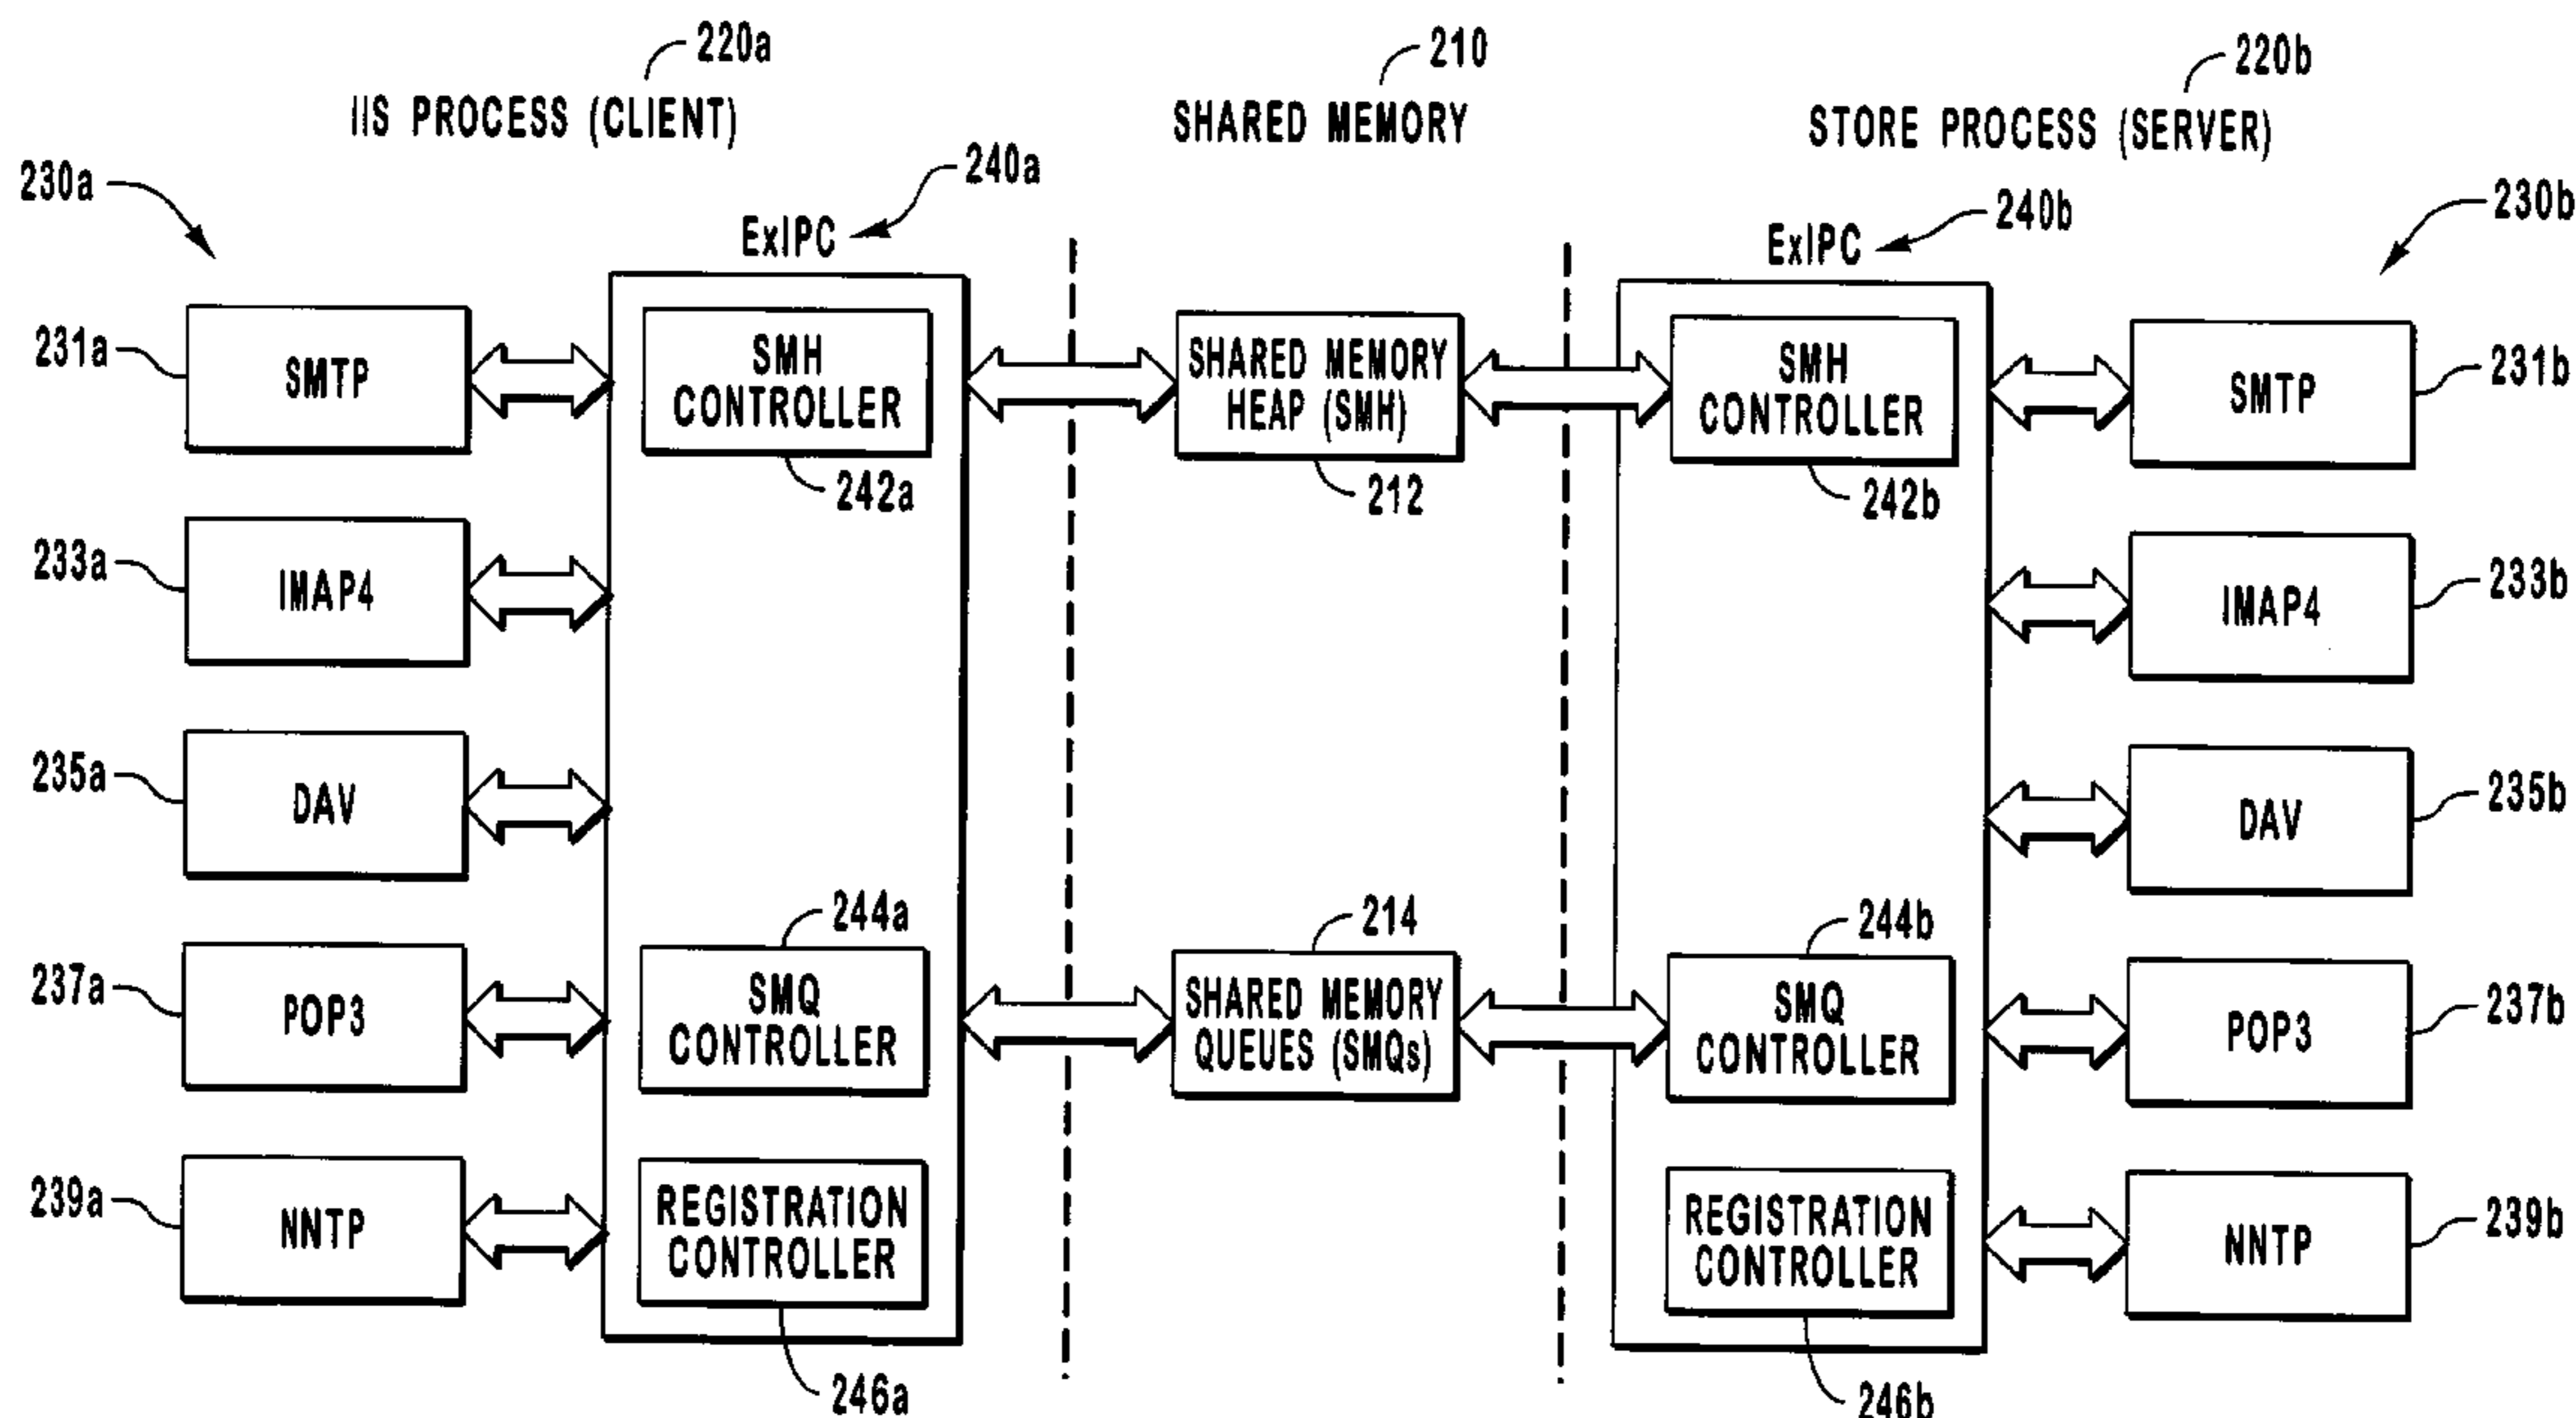 220a
210
220b
IIS PROCESS (CLIENT)
SHARED MEMORY
STORE PROCESS (SERVER)
230a
240a
240b
230b
ExIPC
ExIPC
231a
SMTP
SMH
CONTROLLER
242a
SHARED MEMORY
HEAP (SMH)
212
SMH
CONTROLLER
242b
SMTP
231b
233a
IMAP4
IMAP4
233b
235a
DAV
DAV
235b
244a
214
244b
237a
POP3
SMQ
CONTROLLER
SHARED MEMORY
QUEUES (SMQs)
SMQ
CONTROLLER
POP3
237b
239a
NNTP
REGISTRATION
CONTROLLER
REGISTRATION
CONTROLLER
NNTP
239b
246a
246b